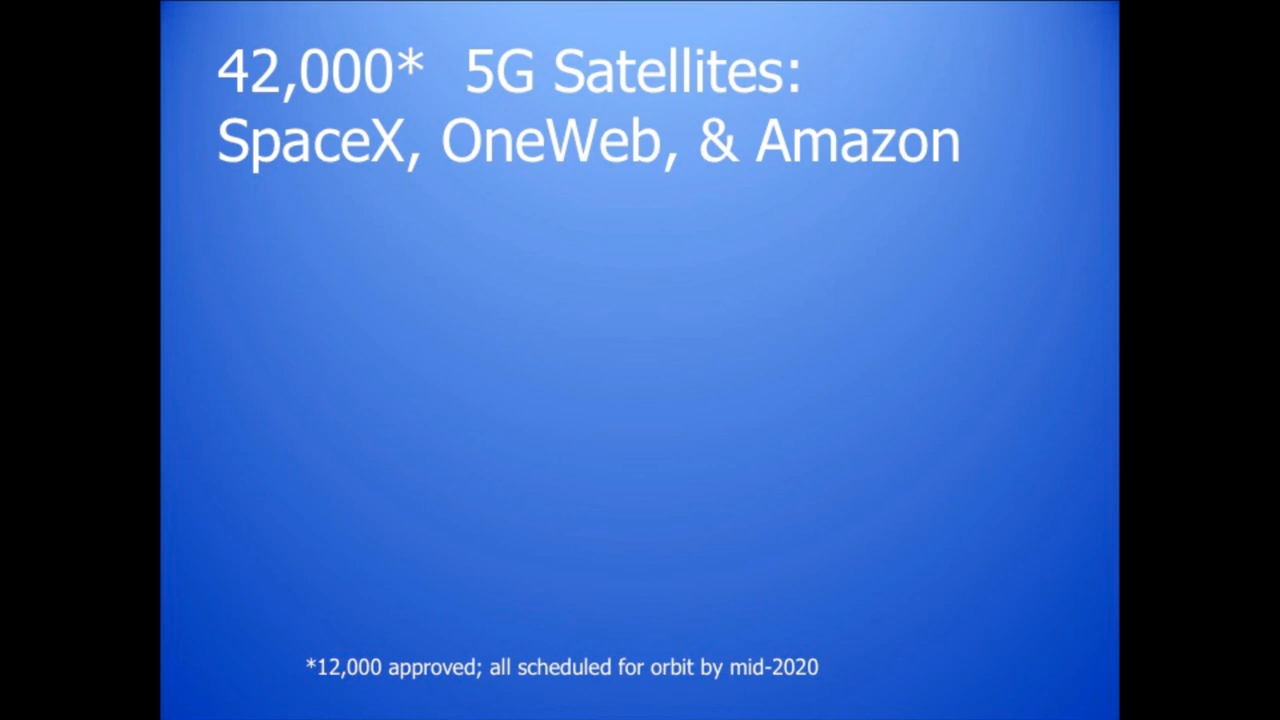 42,000*  5G Satellites:
SpaceX, OneWeb, & Amazon
*12,000 approved; all scheduled for orbit by mid-2020